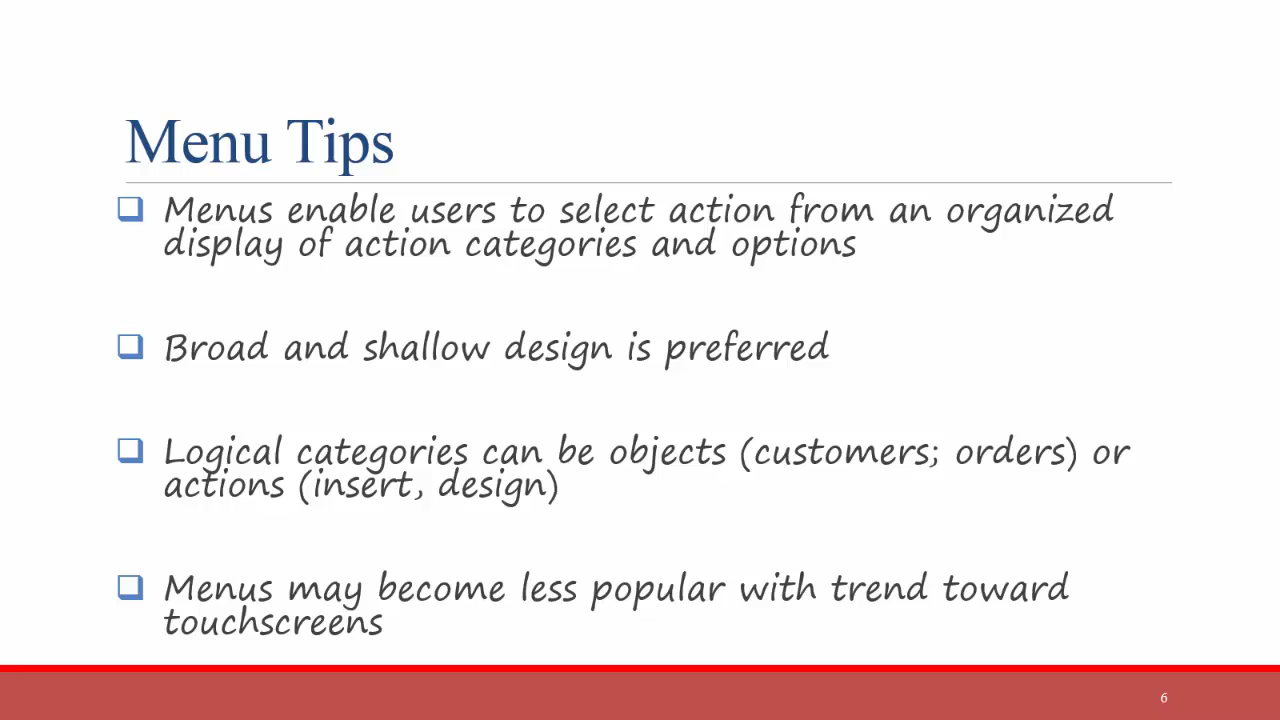 Menu Tips
Menus enable users to select action from an organized
display of action categories and options
Broad and shallow design is preferred
Logical categories can be objects (customers; orders) or
actions (insert, design)
Menus may become less popular with trend toward
touchscreens
6